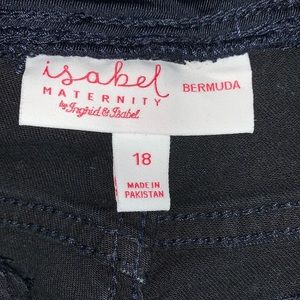 isabel
MATERNITY
by Ingrid & Isabel
BERMUDA
18
MADE IN
PAKISTAN